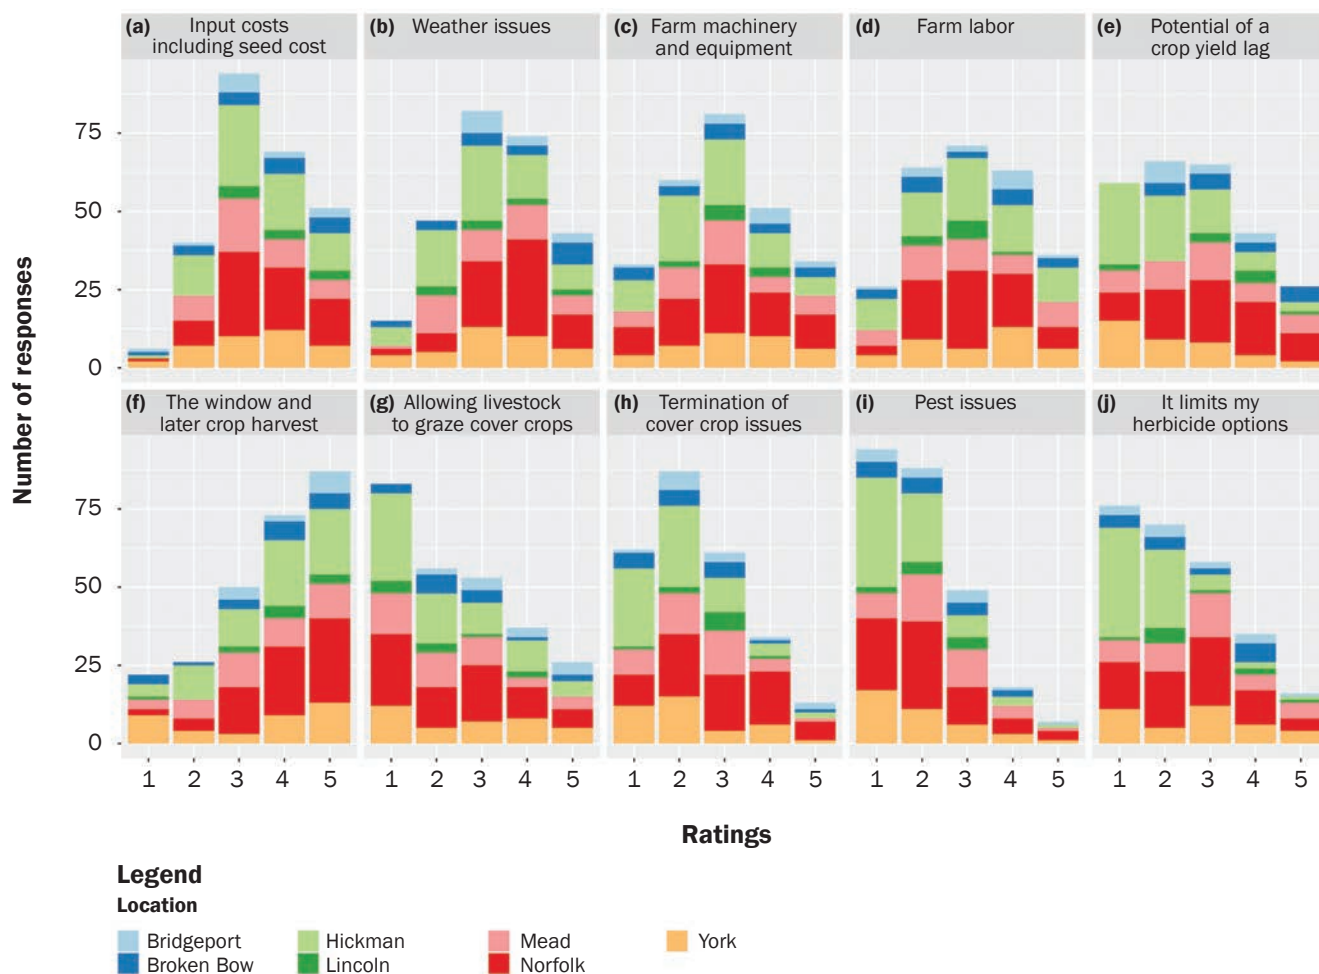 (a) Input costs
including seed cost
(b) Weather issues
(c) Farm machinery
and equipment
(d) Farm labor
(e) Potential of a
crop yield lag
75
50
25
0
(f) The window and
later crop harvest
(g) Allowing livestock
to graze cover crops
(h) Termination of
cover crop issues
(i) Pest issues
(j) It limits my
herbicide options
75
50
25
0
Number of responses
1 2 3 4 5 1 2 3 4 5 1 2 3 4 5 1 2 3 4 5 1 2 3 4 5
Ratings
Legend
Location
Bridgeport Hickman Mead York
Broken Bow Lincoln Norfolk